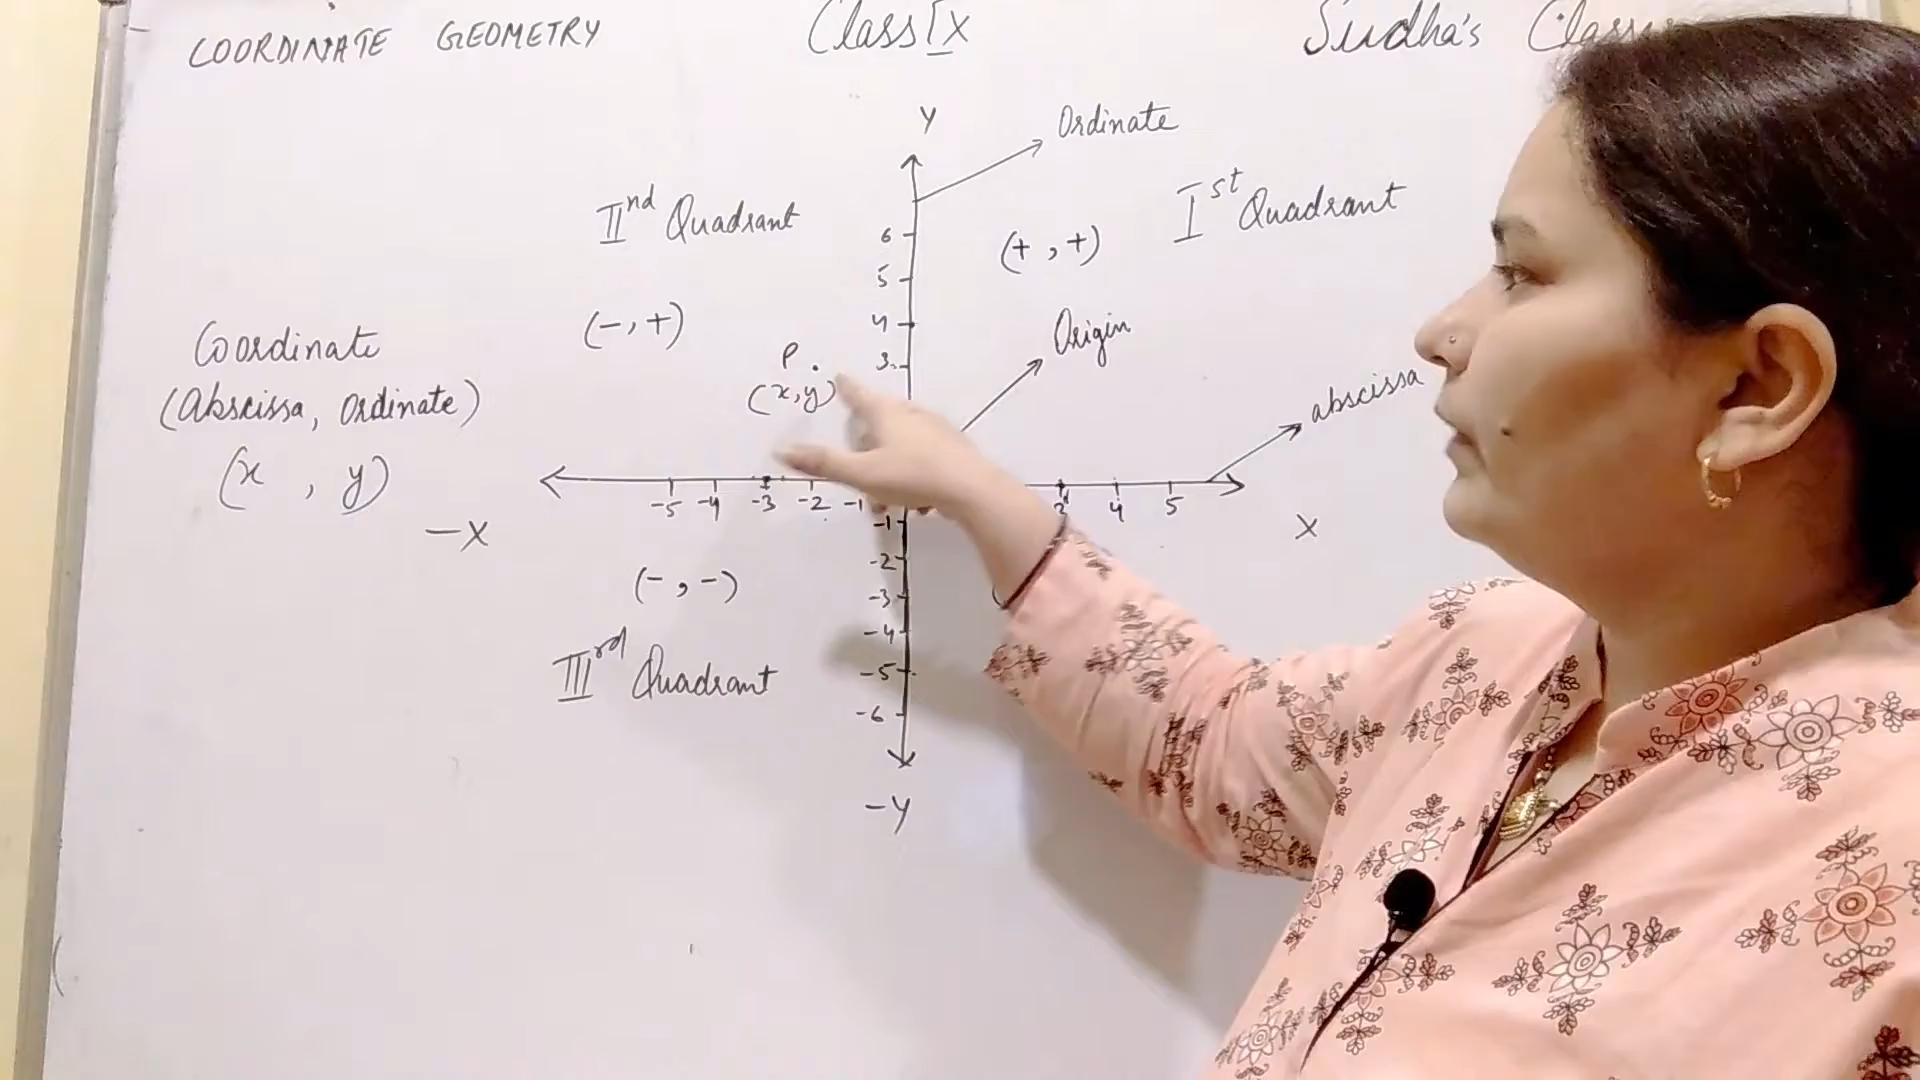 COORDINATE GEOMETRY
Class IX
Sudha's
Y
Ordinate
IInd Quadrant
Ist Quadrant
6
(+ , +)
5
(- , +)
4
Origin
Coordinate
P .
3
(Abscissa, Ordinate)
(x, y)
abscissa
(x , y)
-5 -4 -3 -2 -1
4 5
-X
X
-1
-2
(- , -)
-3
-4
IIIrd Quadrant
-5
-6
-Y